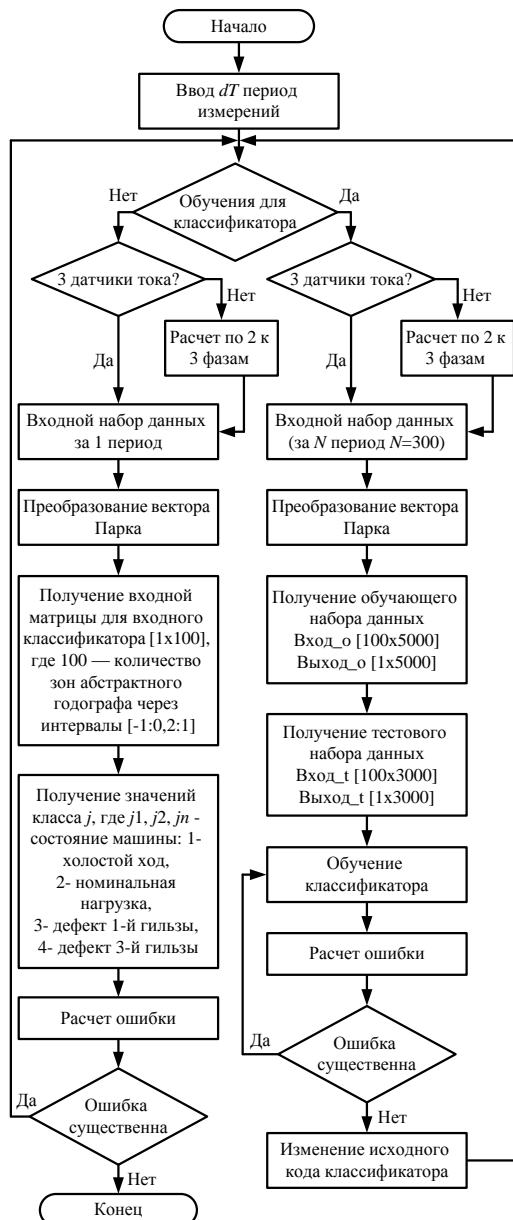 Начало
Ввод dT период
измерений
Нет
Обучения для
классификатора
Да
3 датчики тока?
Нет
Да
Расчет по 2 к
3 фазам
Входной набор данных
за 1 период
Преобразование вектора
Парка
Получение входной
матрицы для входного
классификатора [1x100],
где 100 — количество
зон абстрактного
годографа через
интервалы [-1:0,2:1]
Получение значений
класса j, где j1, j2, jn -
состояние машины: 1-
холостой ход,
2- номинальная
нагрузка,
3- дефект 1-й гильзы,
4- дефект 3-й гильзы
Расчет ошибки
Да
Ошибка
существенна
Нет
Конец
3 датчики тока?
Нет
Да
Расчет по 2 к
3 фазам
Входной набор данных
(за N период N=300)
Преобразование вектора
Парка
Получение обучающего
набора данных
Вход_о [100x5000]
Выход_о [1x5000]
Получение тестового
набора данных
Вход_t [100x3000]
Выход_t [1x3000]
Обучение
классификатора
Расчет ошибки
Да
Ошибка
существенна
Нет
Изменение исходного
кода классификатора